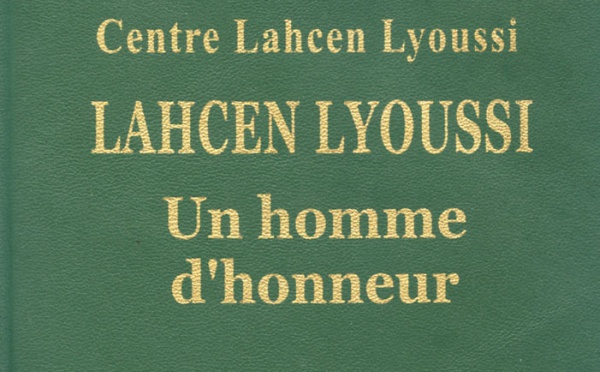 Centre Lahcen Lyoussi
LAHCEN LYOUSSI
Un homme
d'honneur